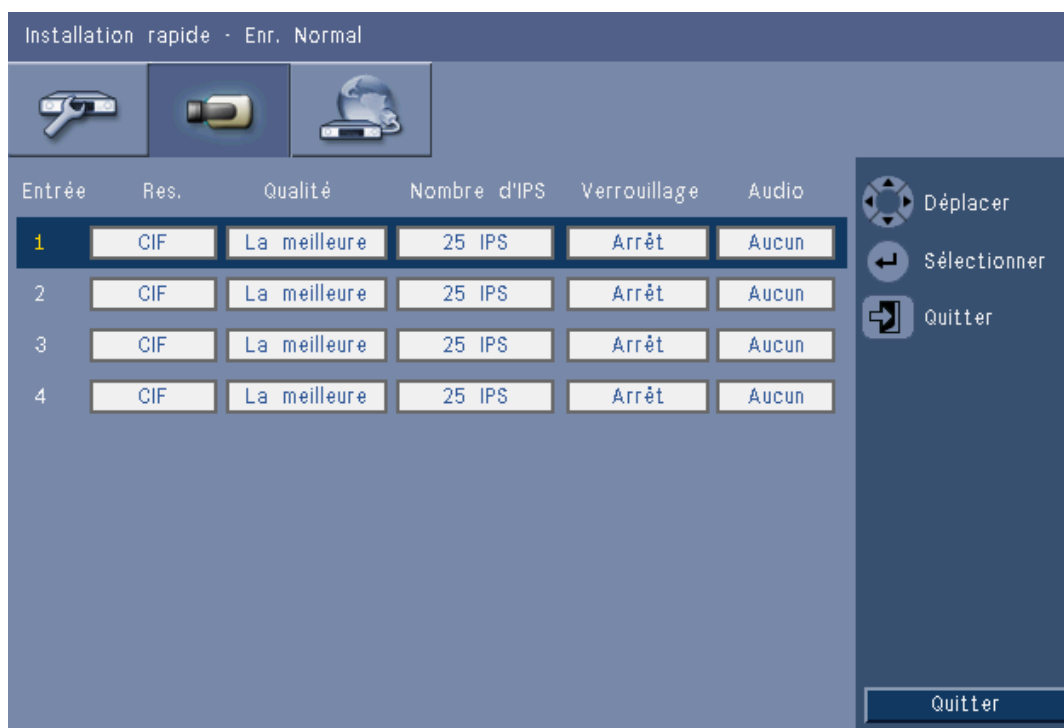 Installation rapide - Enr. Normal
Entrée Res. Qualité Nombre d'IPS Verrouillage Audio
1 CIF La meilleure 25 IPS Arrêt Aucun
2 CIF La meilleure 25 IPS Arrêt Aucun
3 CIF La meilleure 25 IPS Arrêt Aucun
4 CIF La meilleure 25 IPS Arrêt Aucun
Déplacer
Sélectionner
Quitter
Quitter